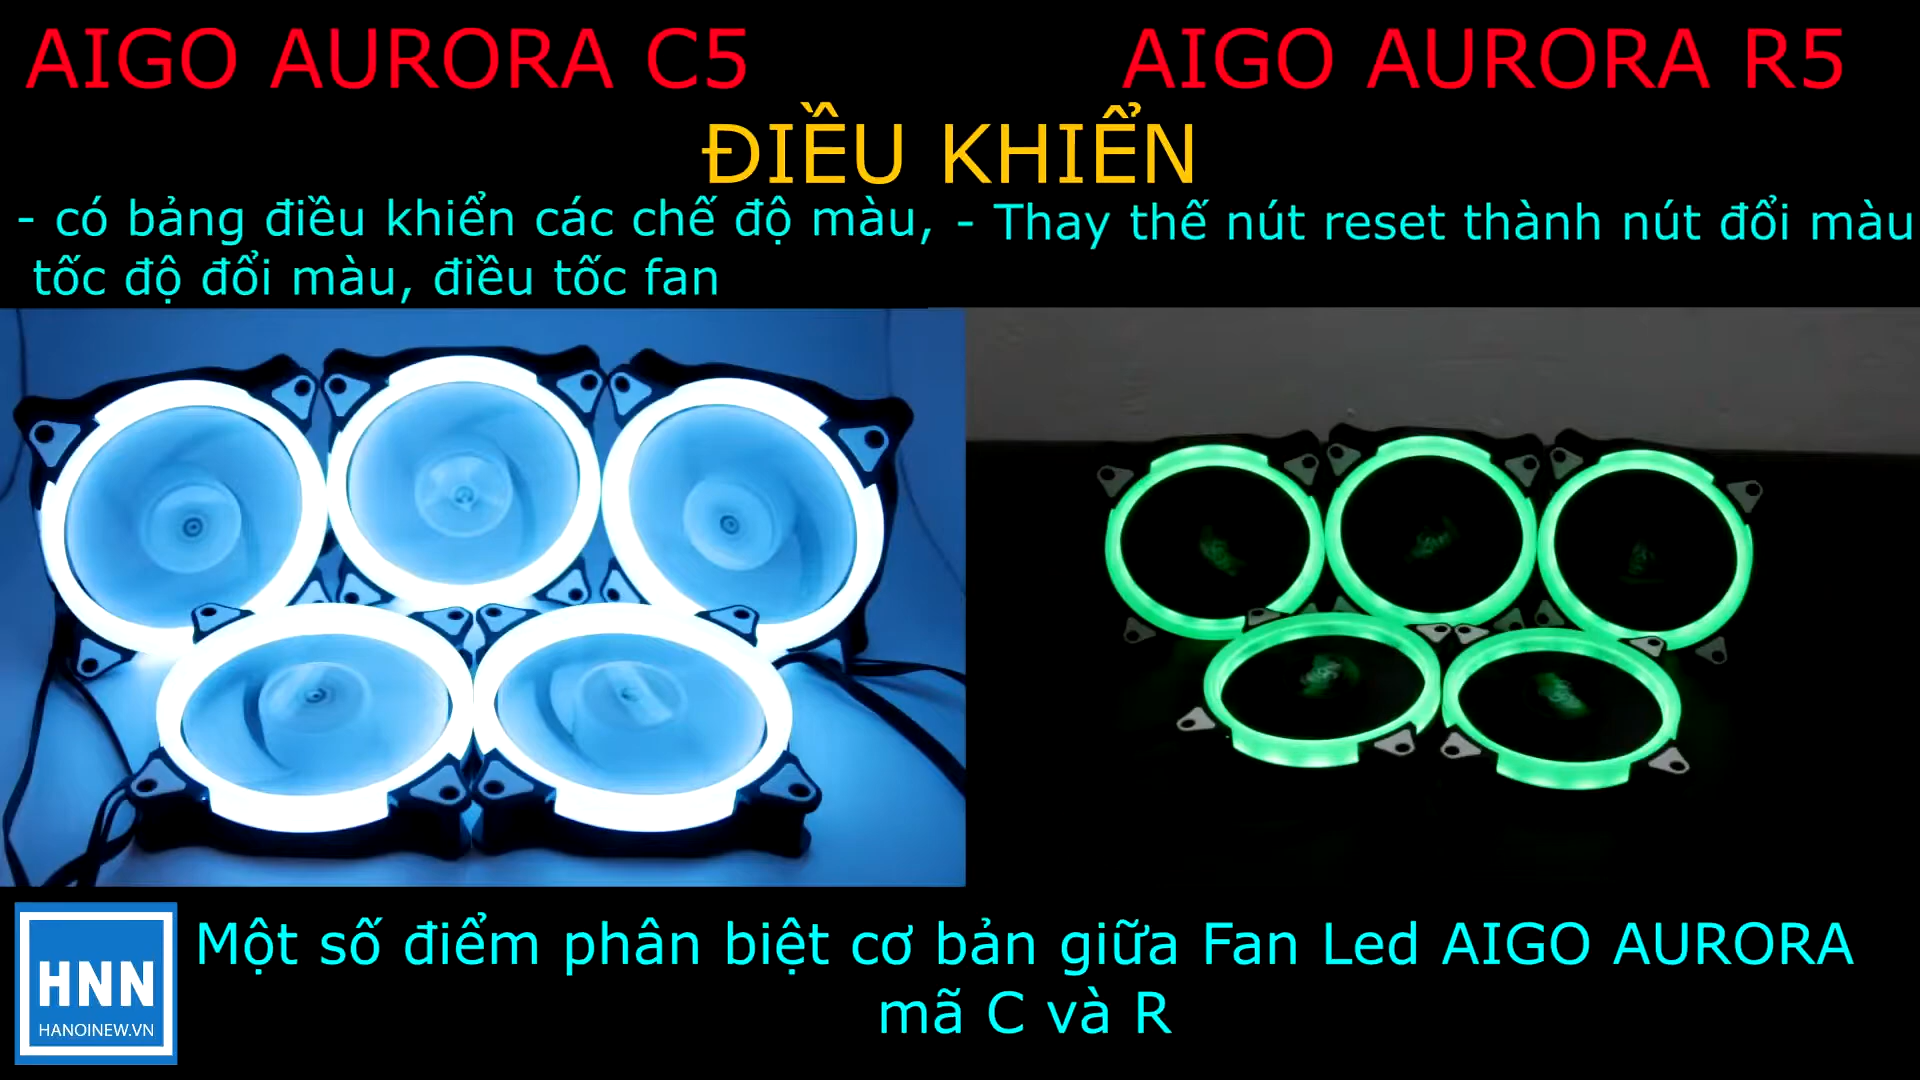 AIGO AURORA C5
AIGO AURORA R5
ĐIỀU KHIỂN
- có bảng điều khiển các chế độ màu,
tốc độ đổi màu, điều tốc fan
- Thay thế nút reset thành nút đổi màu
HNN
HANOINEW.VN
Một số điểm phân biệt cơ bản giữa Fan Led AIGO AURORA
mã C và R